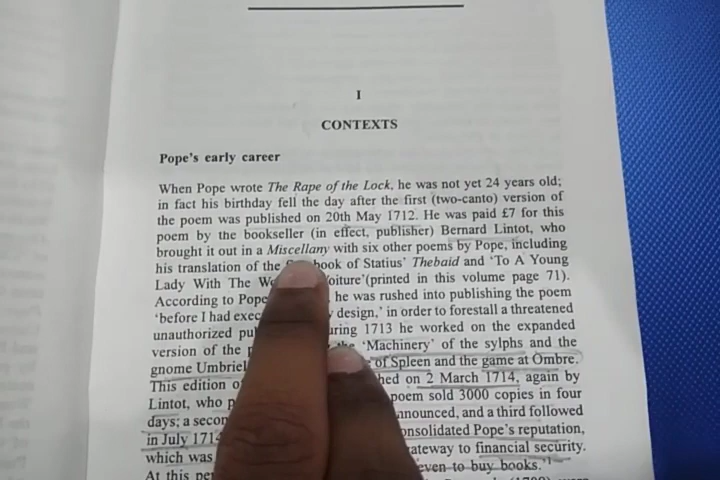 I
CONTEXTS
Pope's early career
When Pope wrote The Rape of the Lock, he was not yet 24 years old;
in fact his birthday fell the day after the first (two-canto) version of
the poem was published on 20th May 1712. He was paid £7 for this
poem by the bookseller (in effect, publisher) Bernard Lintot, who
brought it out in a Miscellany with six other poems by Pope, including
his translation of the book of Statius' Thebaid and 'To A Young
Lady With The (printed in this volume page 71).
According to Pope he was rushed into publishing the poem
'before I had design,' in order to forestall a threatened
unauthorized 1713 he worked on the expanded
version of the the 'Machinery' of the sylphs and the
gnome of Spleen and the game at Ombre.
This edition on 2 March 1714, again by
Lintot, who poem sold 3000 copies in four
days; a and a third followed
in July Pope's reputation,
which was to financial security.
At this even to buy books.'